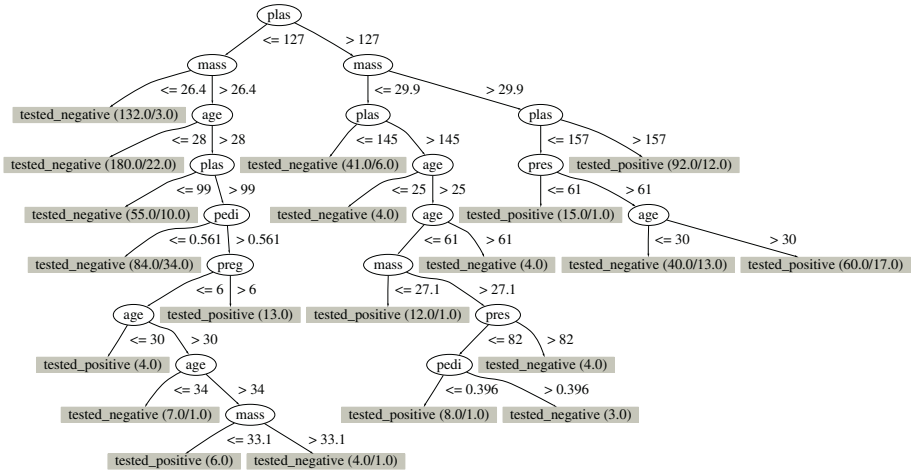 plas
<= 127 > 127
mass mass
<= 26.4 > 26.4 <= 29.9 > 29.9
tested_negative (132.0/3.0) age plas plas
<= 28 > 28 <= 145 > 145 <= 157 > 157
tested_negative (180.0/22.0) plas tested_negative (41.0/6.0) age pres tested_positive (92.0/12.0)
<= 99 > 99 <= 25 > 25 <= 61 > 61
tested_negative (55.0/10.0) pedi tested_negative (4.0) age tested_positive (15.0/1.0) age
<= 0.561 > 0.561 <= 61 > 61 <= 30 > 30
tested_negative (84.0/34.0) preg mass tested_negative (4.0) tested_negative (40.0/13.0) tested_positive (60.0/17.0)
<= 6 > 6 <= 27.1 > 27.1
age tested_positive (13.0) tested_positive (12.0/1.0) pres
<= 30 > 30 <= 82 > 82
tested_positive (4.0) age pedi tested_negative (4.0)
<= 34 > 34 <= 0.396 > 0.396
tested_negative (7.0/1.0) mass tested_positive (8.0/1.0) tested_negative (3.0)
<= 33.1 > 33.1
tested_positive (6.0) tested_negative (4.0/1.0)